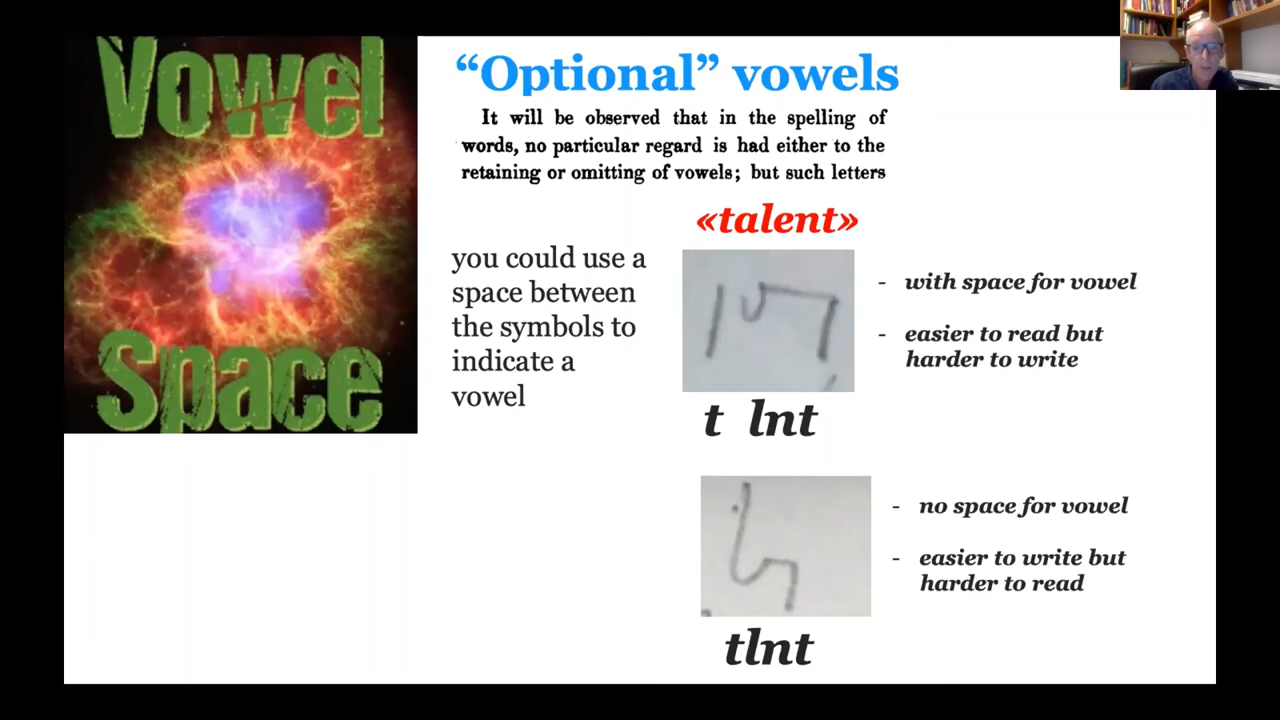 Vowel
Space
“Optional” vowels
It will be observed that in the spelling of
words, no particular regard is had either to the
retaining or omitting of vowels; but such letters
«talent»
you could use a
space between
the symbols to
indicate a
vowel
- with space for vowel
- easier to read but
harder to write
t lnt
- no space for vowel
- easier to write but
harder to read
tlnt